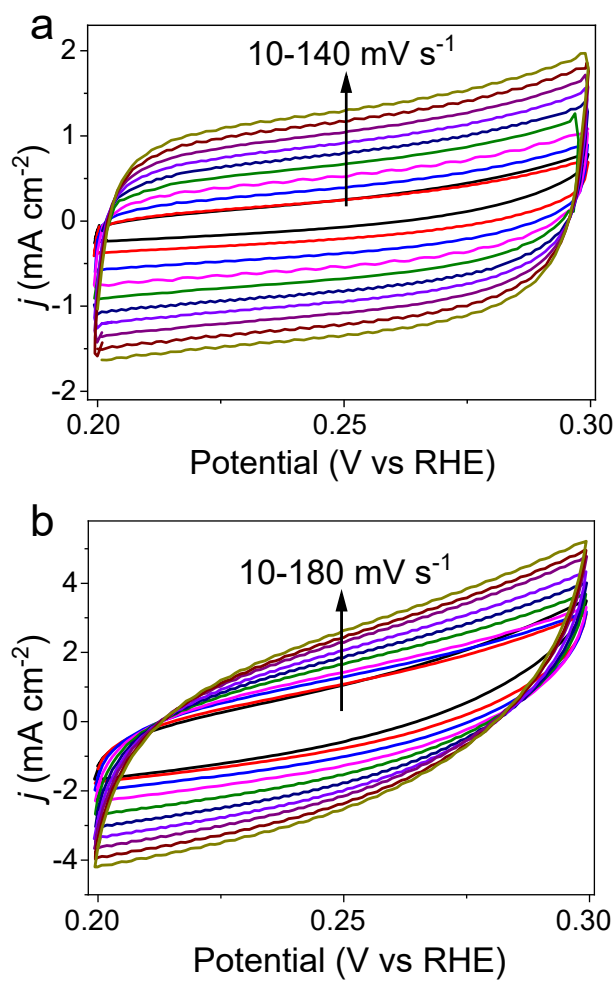 a
10-140 mV s⁻¹
2
1
0
-1
-2
j (mA cm⁻²)
0.20
0.25
0.30
Potential (V vs RHE)
b
10-180 mV s⁻¹
4
2
0
-2
-4
j (mA cm⁻²)
0.20
0.25
0.30
Potential (V vs RHE)